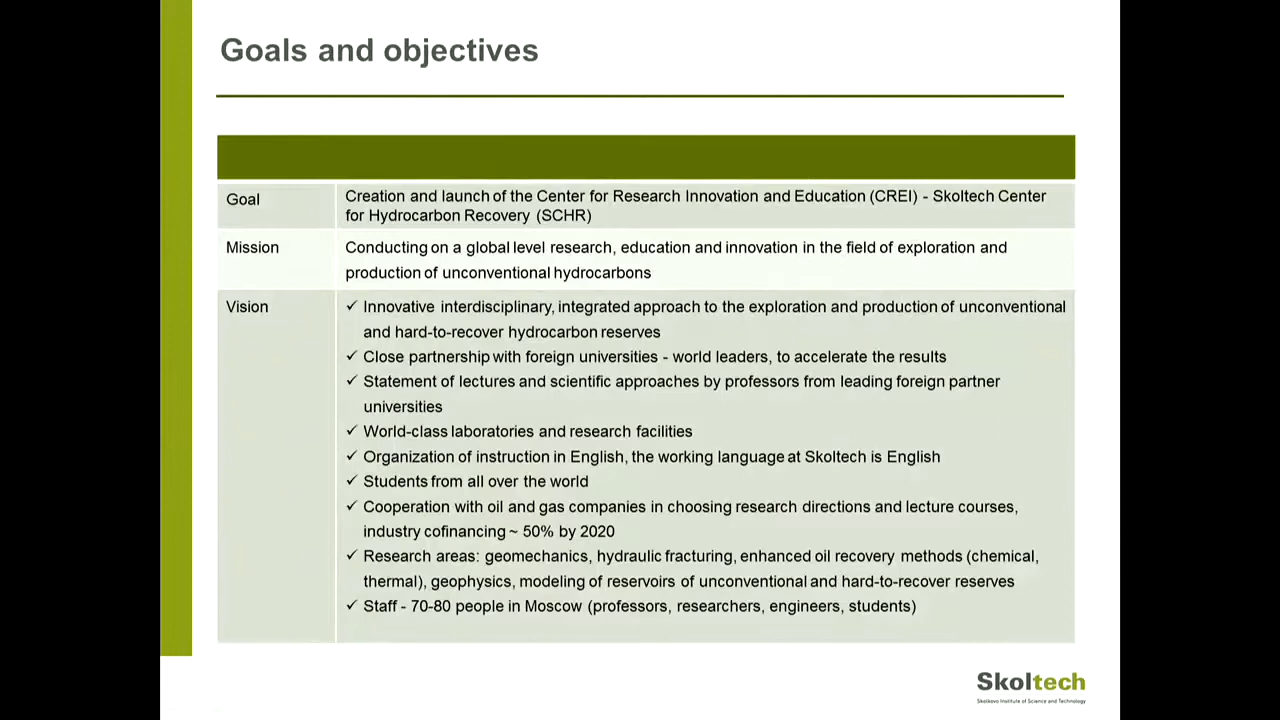 Goals and objectives
Goal
Creation and launch of the Center for Research Innovation and Education (CREI) - Skoltech Center
for Hydrocarbon Recovery (SCHR)
Mission
Conducting on a global level research, education and innovation in the field of exploration and
production of unconventional hydrocarbons
Vision
✓ Innovative interdisciplinary, integrated approach to the exploration and production of unconventional
and hard-to-recover hydrocarbon reserves
✓ Close partnership with foreign universities - world leaders, to accelerate the results
✓ Statement of lectures and scientific approaches by professors from leading foreign partner
universities
✓ World-class laboratories and research facilities
✓ Organization of instruction in English, the working language at Skoltech is English
✓ Students from all over the world
✓ Cooperation with oil and gas companies in choosing research directions and lecture courses,
industry cofinancing ~ 50% by 2020
✓ Research areas: geomechanics, hydraulic fracturing, enhanced oil recovery methods (chemical,
thermal), geophysics, modeling of reservoirs of unconventional and hard-to-recover reserves
✓ Staff - 70-80 people in Moscow (professors, researchers, engineers, students)
Skoltech
Skolkovo Institute of Science and Technology